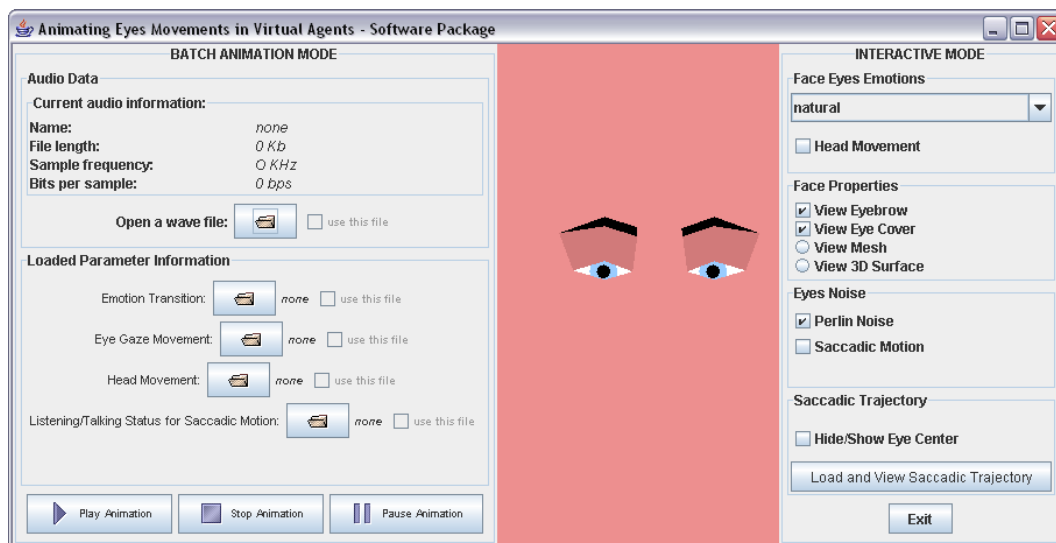 Animating Eyes Movements in Virtual Agents - Software Package
BATCH ANIMATION MODE
Audio Data
Current audio information:
Name: none
File length: 0 Kb
Sample frequency: O KHz
Bits per sample: 0 bps
Open a wave file: use this file
Loaded Parameter Information
Emotion Transition: none use this file
Eye Gaze Movement: none use this file
Head Movement: none use this file
Listening/Talking Status for Saccadic Motion: none use this file
Play Animation Stop Animation Pause Animation
INTERACTIVE MODE
Face Eyes Emotions
natural
Head Movement
Face Properties
View Eyebrow
View Eye Cover
View Mesh
View 3D Surface
Eyes Noise
Perlin Noise
Saccadic Motion
Saccadic Trajectory
Hide/Show Eye Center
Load and View Saccadic Trajectory
Exit